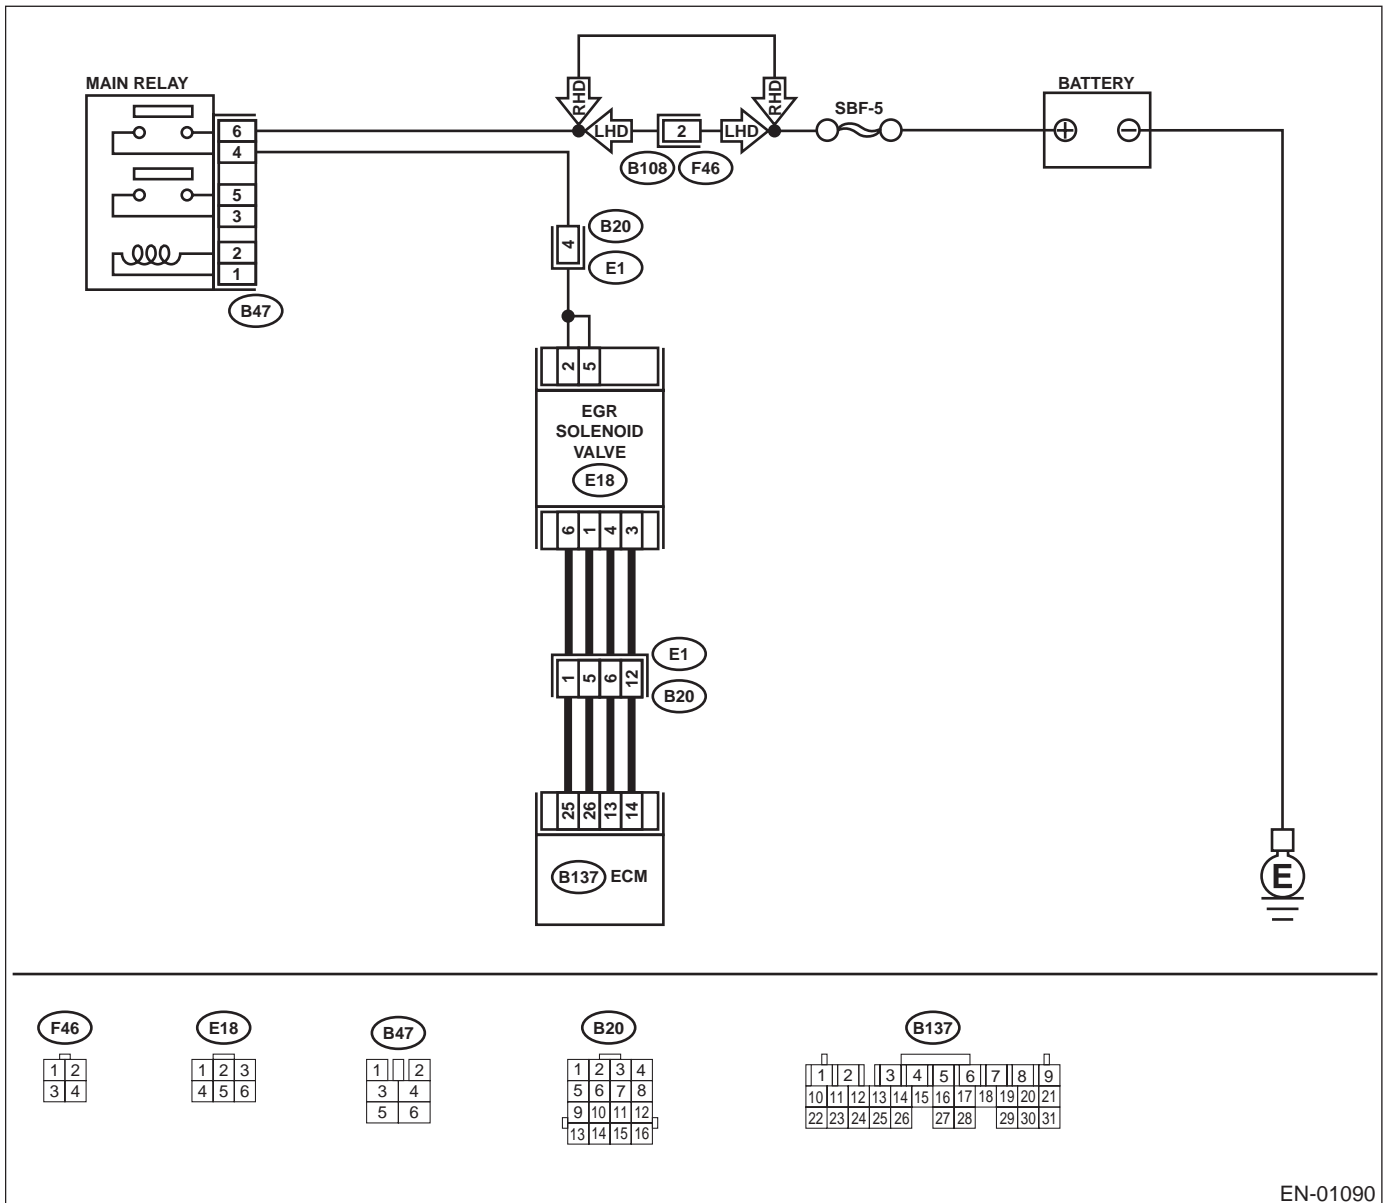 MAIN RELAY
6
4
5
3
2
1
B47
RHD
RHD
LHD
2
LHD
B108
F46
SBF-5
BATTERY
B20
4
E1
2
5
EGR
SOLENOID
VALVE
E18
6
1
4
3
E1
1
5
6
12
B20
25
26
13
14
B137
ECM
E
F46
1 2
3 4
E18
1 2 3
4 5 6
B47
1 2
3 4
5 6
B20
1 2 3 4
5 6 7 8
9 10 11 12
13 14 15 16
B137
1 2 3 4 5 6 7 8 9
10 11 12 13 14 15 16 17 18 19 20 21
22 23 24 25 26 27 28 29 30 31
EN-01090